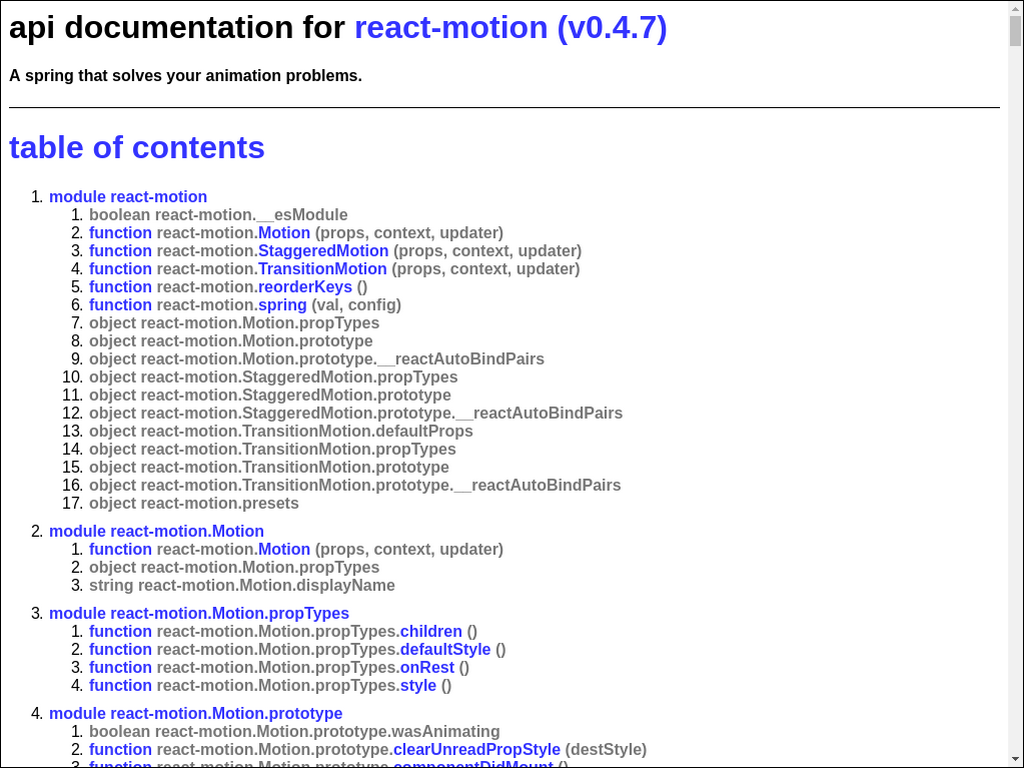 api documentation for react-motion (v0.4.7)
A spring that solves your animation problems.
table of contents
1. module react-motion
1. boolean react-motion.__esModule
2. function react-motion.Motion (props, context, updater)
3. function react-motion.StaggeredMotion (props, context, updater)
4. function react-motion.TransitionMotion (props, context, updater)
5. function react-motion.reorderKeys ()
6. function react-motion.spring (val, config)
7. object react-motion.Motion.propTypes
8. object react-motion.Motion.prototype
9. object react-motion.Motion.prototype.__reactAutoBindPairs
10. object react-motion.StaggeredMotion.propTypes
11. object react-motion.StaggeredMotion.prototype
12. object react-motion.StaggeredMotion.prototype.__reactAutoBindPairs
13. object react-motion.TransitionMotion.defaultProps
14. object react-motion.TransitionMotion.propTypes
15. object react-motion.TransitionMotion.prototype
16. object react-motion.TransitionMotion.prototype.__reactAutoBindPairs
17. object react-motion.presets
2. module react-motion.Motion
1. function react-motion.Motion (props, context, updater)
2. object react-motion.Motion.propTypes
3. string react-motion.Motion.displayName
3. module react-motion.Motion.propTypes
1. function react-motion.Motion.propTypes.children ()
2. function react-motion.Motion.propTypes.defaultStyle ()
3. function react-motion.Motion.propTypes.onRest ()
4. function react-motion.Motion.propTypes.style ()
4. module react-motion.Motion.prototype
1. boolean react-motion.Motion.prototype.wasAnimating
2. function react-motion.Motion.prototype.clearUnreadPropStyle (destStyle)
3. function react-motion.Motion.prototype.componentDidMount ()